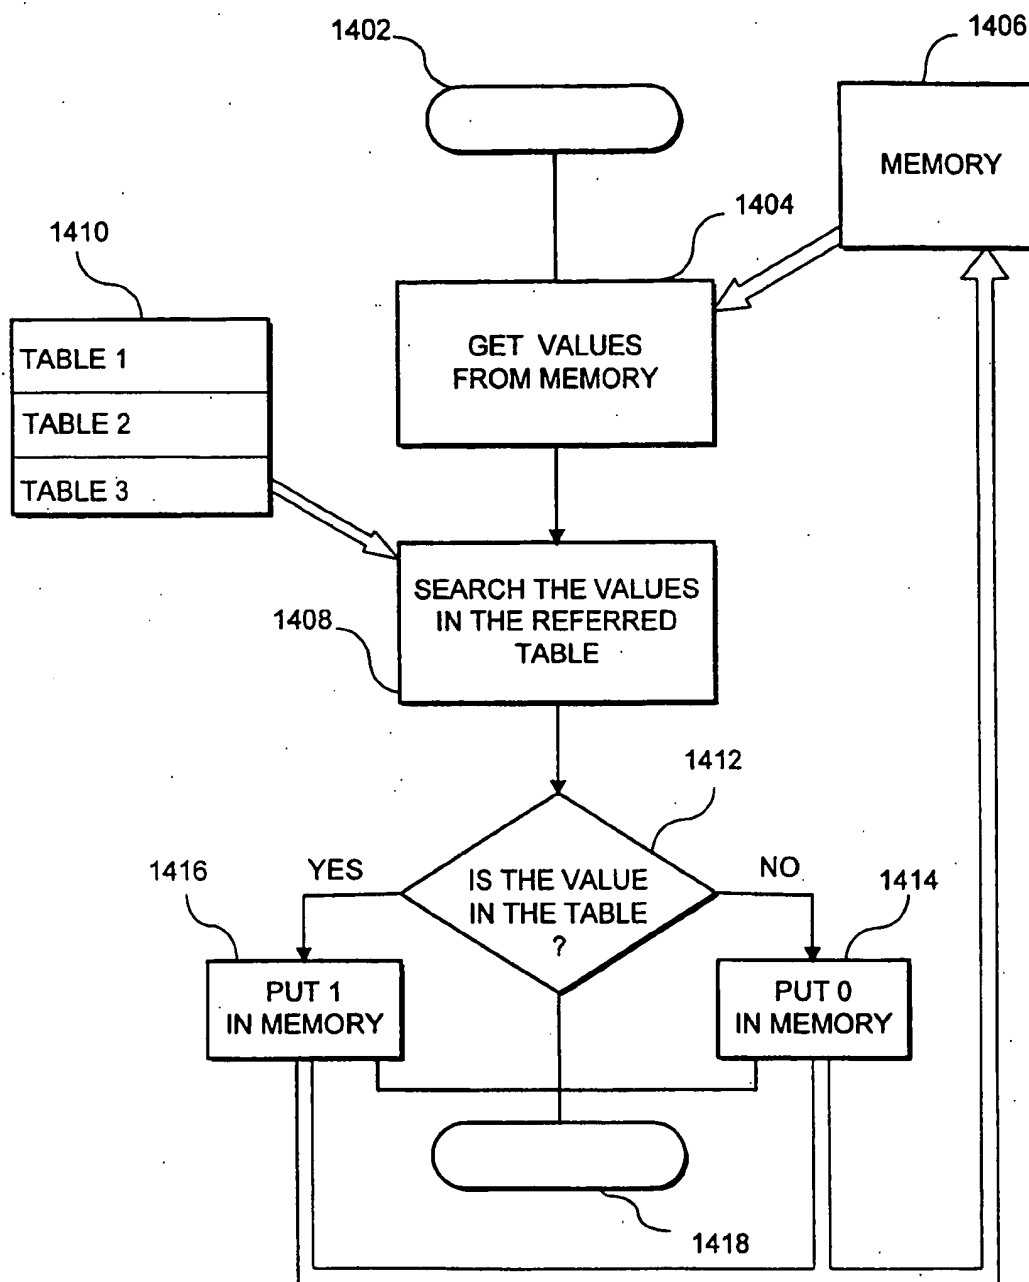 1402
1406
MEMORY
1404
1410
GET VALUES
FROM MEMORY
TABLE 1
TABLE 2
TABLE 3
SEARCH THE VALUES
IN THE REFERRED
TABLE
1408
1412
YES
NO
IS THE VALUE
IN THE TABLE
?
1416
1414
PUT 1
IN MEMORY
PUT 0
IN MEMORY
1418